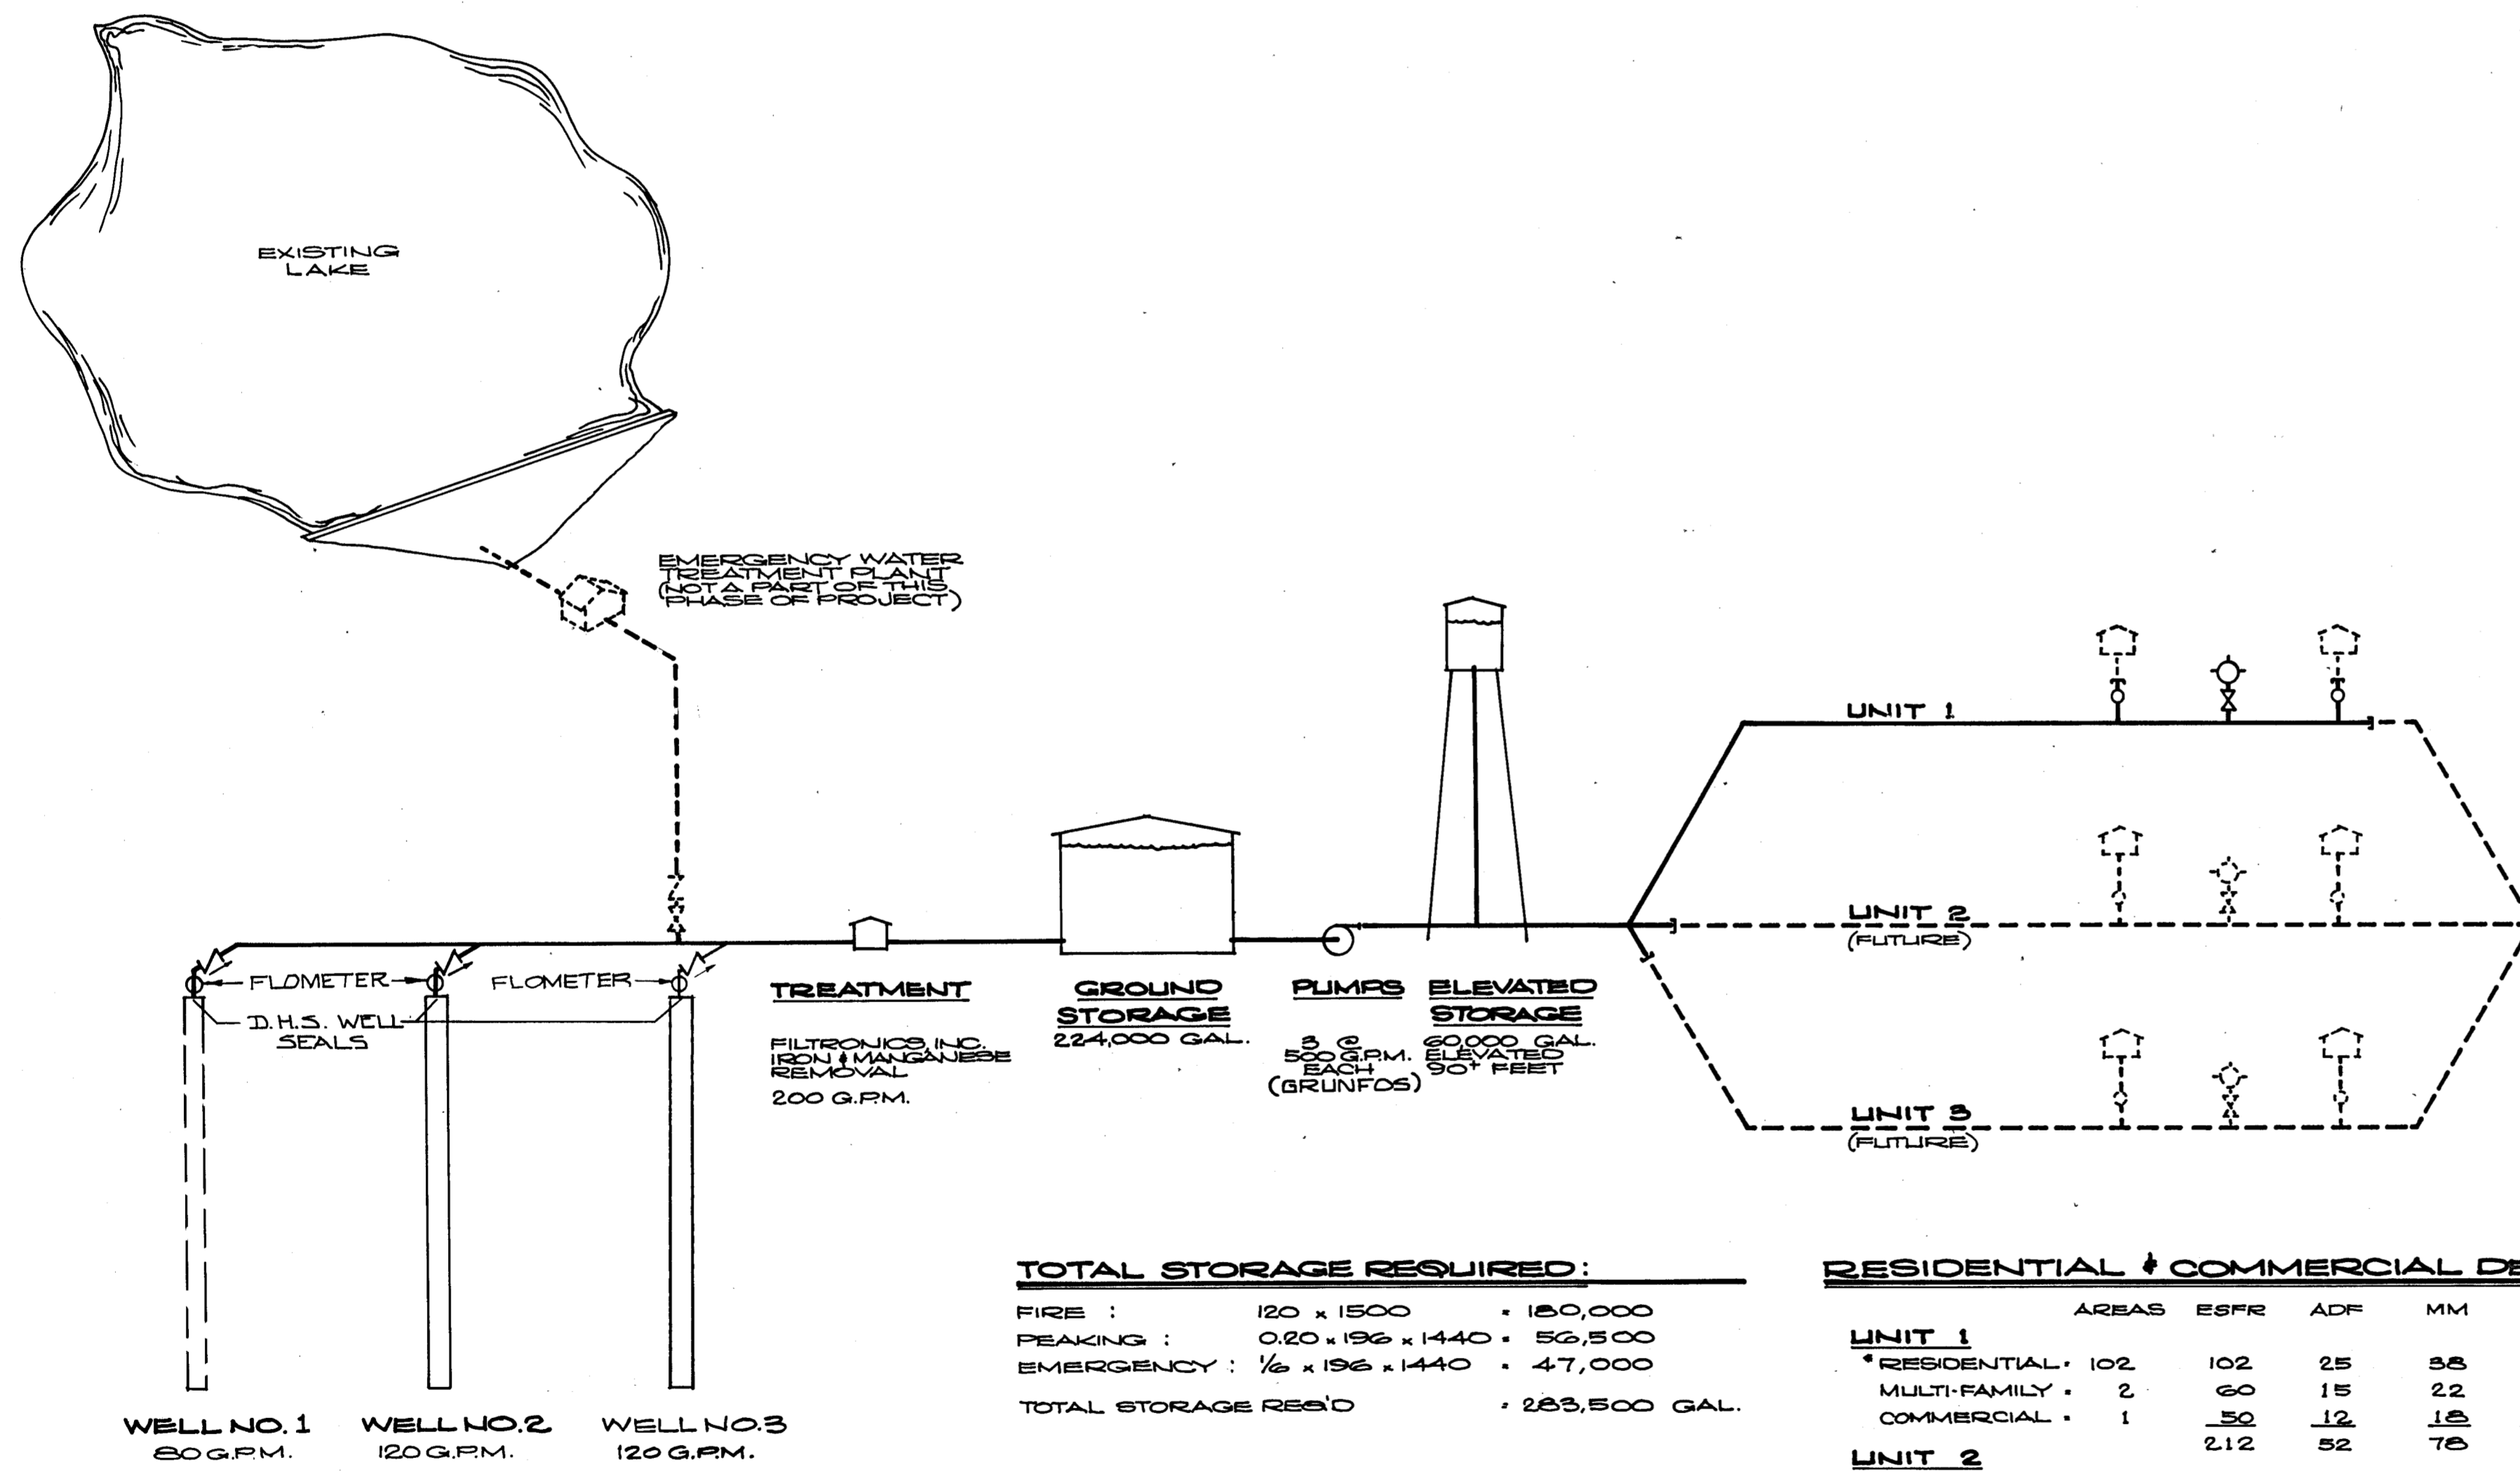 EXISTING
LAKE
EMERGENCY WATER
TREATMENT PLANT
(NOT A PART OF THIS
PHASE OF PROJECT)
UNIT 1
UNIT 2
(FUTURE)
UNIT 3
(FUTURE)
FLOMETER
FLOMETER
D.H.S. WELL
SEALS
TREATMENT
FILTRONICS, INC.
IRON & MANGANESE
REMOVAL
200 G.P.M.
GROUND
STORAGE
224,000 GAL.
PUMPS
3 @
500 G.P.M.
EACH
(GRUNFOS)
ELEVATED
STORAGE
60,000 GAL.
ELEVATED
90+ FEET
WELL NO. 1
80 G.P.M.
WELL NO. 2
120 G.P.M.
WELL NO. 3
120 G.P.M.
TOTAL STORAGE REQUIRED:
FIRE : 120 x 1500 = 180,000
PEAKING : 0.20 x 196 x 1440 = 56,500
EMERGENCY : 1/6 x 196 x 1440 = 47,000
TOTAL STORAGE REQ'D = 283,500 GAL.
RESIDENTIAL & COMMERCIAL DE
AREAS ESFR ADF MM
UNIT 1
* RESIDENTIAL = 102 102 25 38
MULTI-FAMILY = 2 60 15 22
COMMERCIAL = 1 50 12 18
212 52 78
UNIT 2